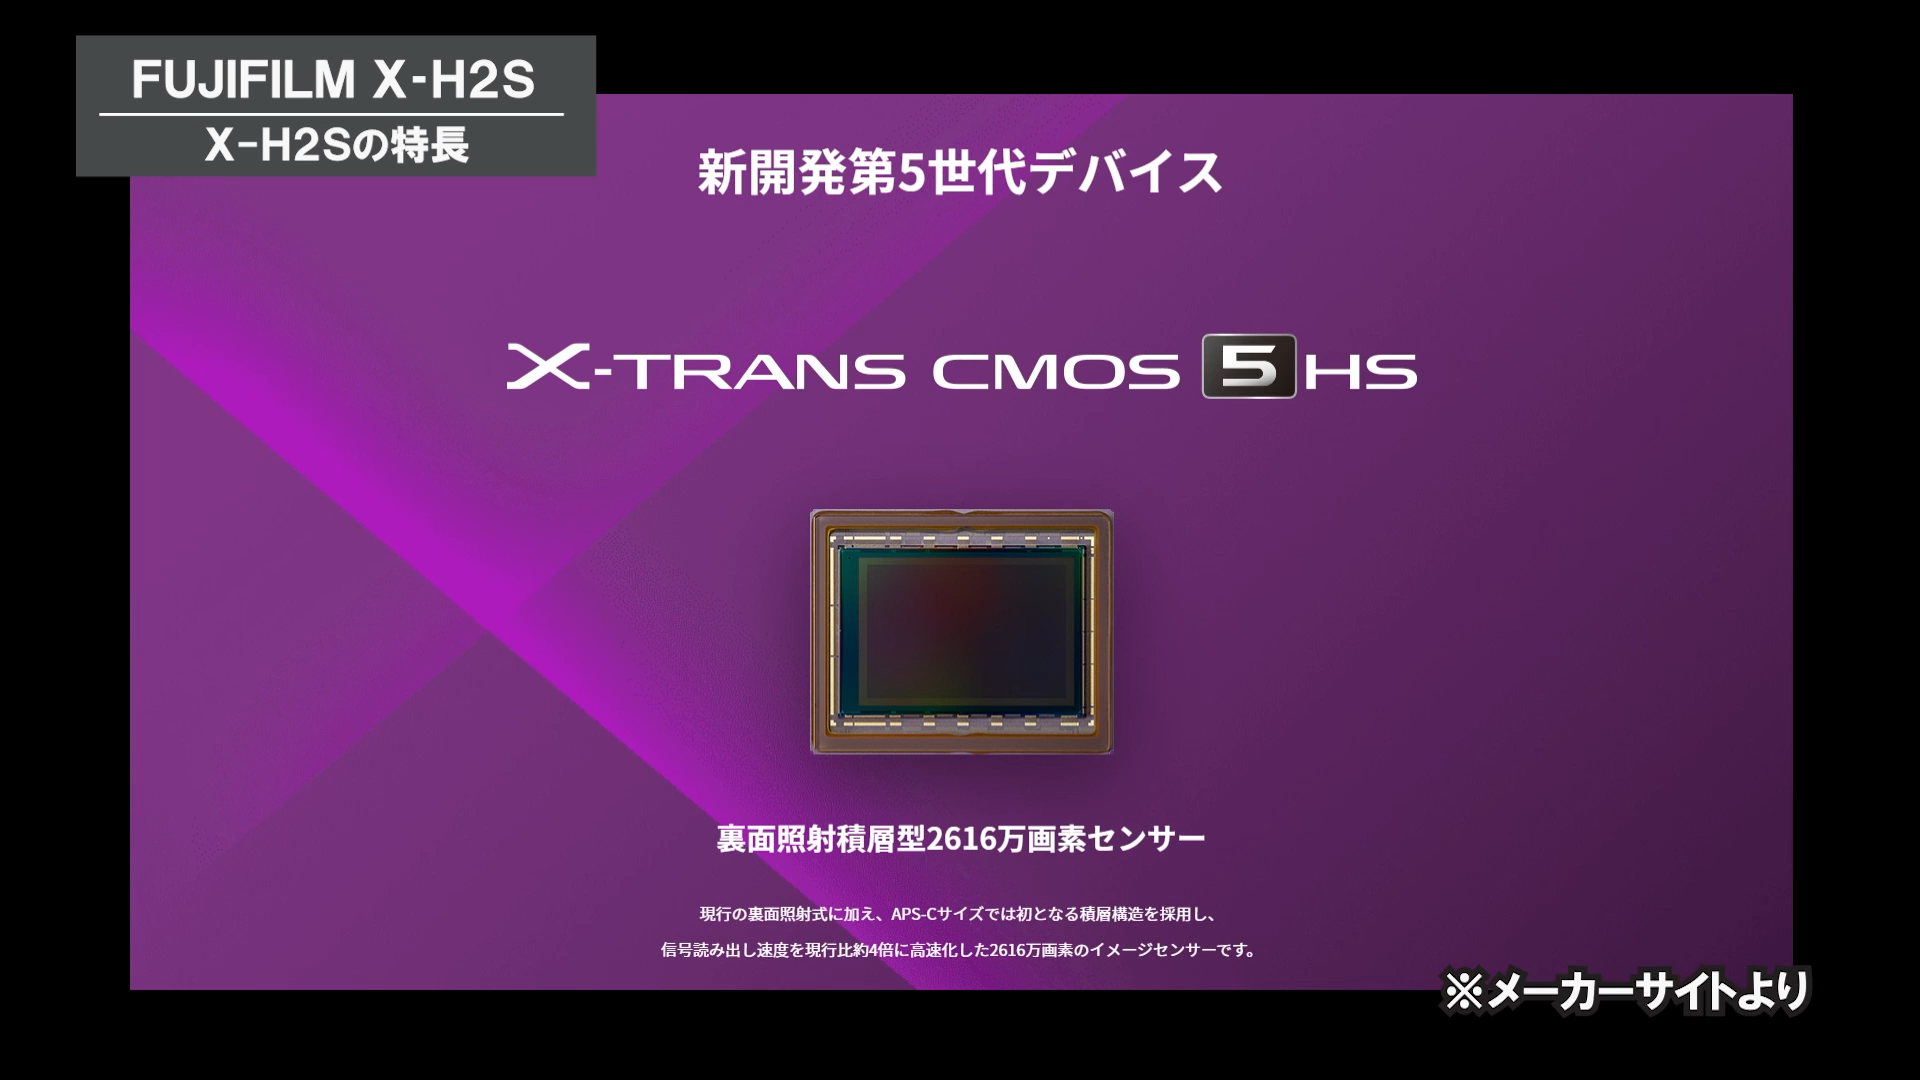 FUJIFILM X-H2S
X-H2Sの特長
新開発第5世代デバイス
X-TRANS CMOS 5 HS
裏面照射積層型2616万画素センサー
現行の裏面照射式に加え、APS-Cサイズでは初となる積層構造を採用し、
信号読み出し速度を現行比約4倍に高速化した2616万画素のイメージセンサーです。
※メーカーサイトより